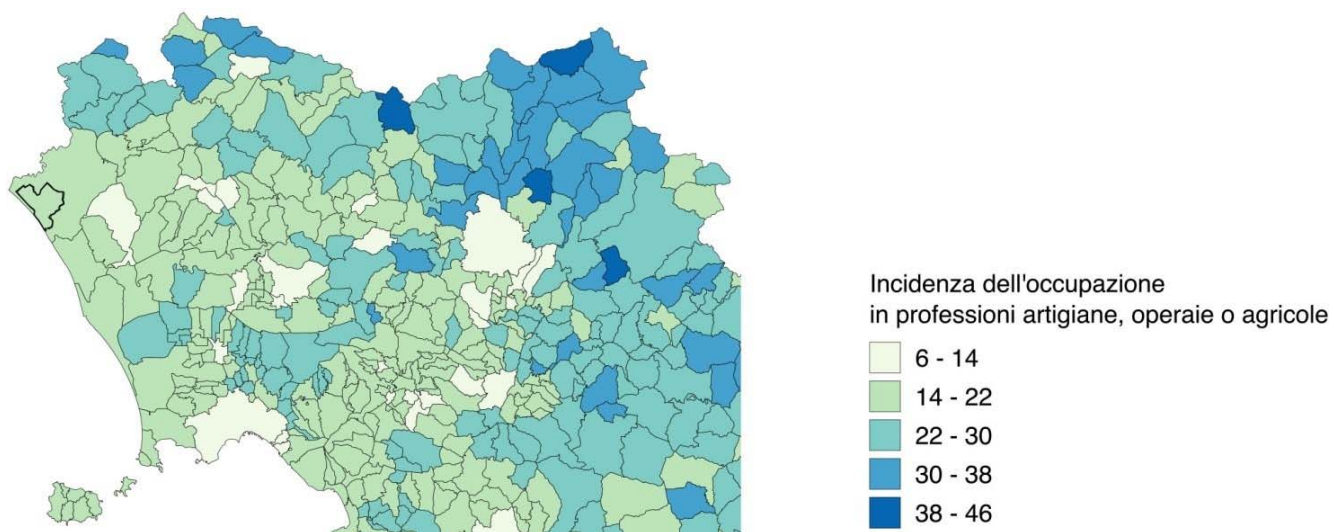 Incidenza dell'occupazione
in professioni artigiane, operaie o agricole
6 - 14
14 - 22
22 - 30
30 - 38
38 - 46